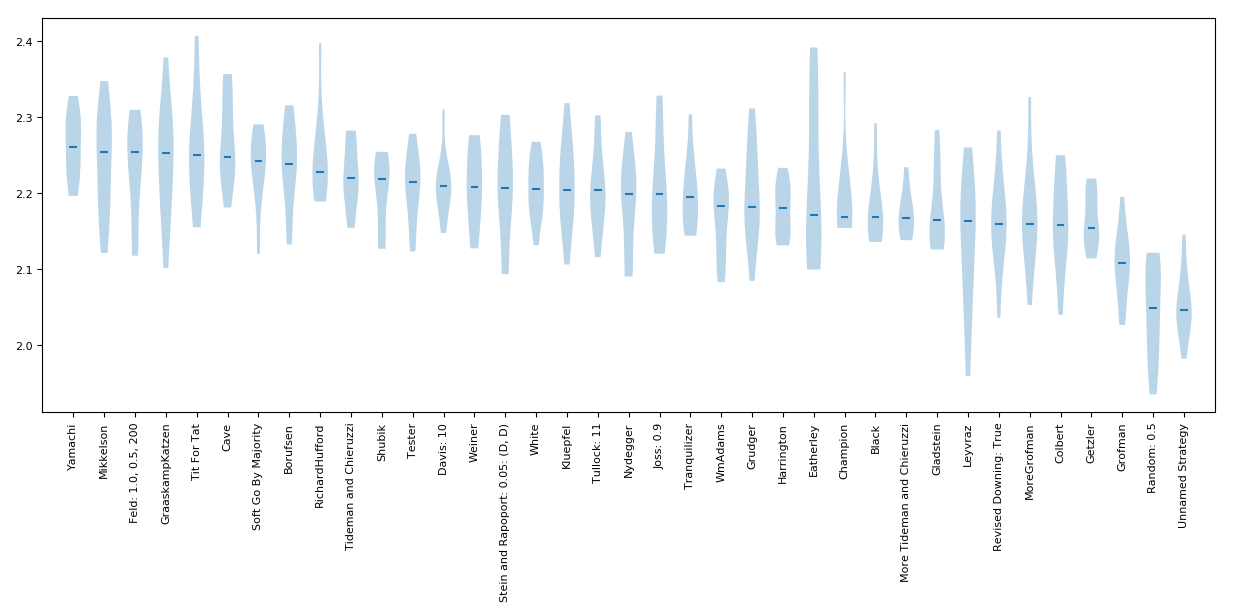 2.4
2.3
2.2
2.1
2.0
Yamachi
Mikkelson
Feld: 1.0, 0.5, 200
GraaskampKatzen
Tit For Tat
Cave
Soft Go By Majority
Borufsen
RichardHufford
Tideman and Chieruzzi
Shubik
Tester
Davis: 10
Weiner
Stein and Rapoport: 0.05: (D, D)
White
Kluepfel
Tullock: 11
Nydegger
Joss: 0.9
Tranquilizer
WmAdams
Grudger
Harrington
Eatherley
Champion
Black
More Tideman and Chieruzzi
Gladstein
Leyvraz
Revised Downing: True
MoreGrofman
Colbert
Getzler
Grofman
Random: 0.5
Unnamed Strategy